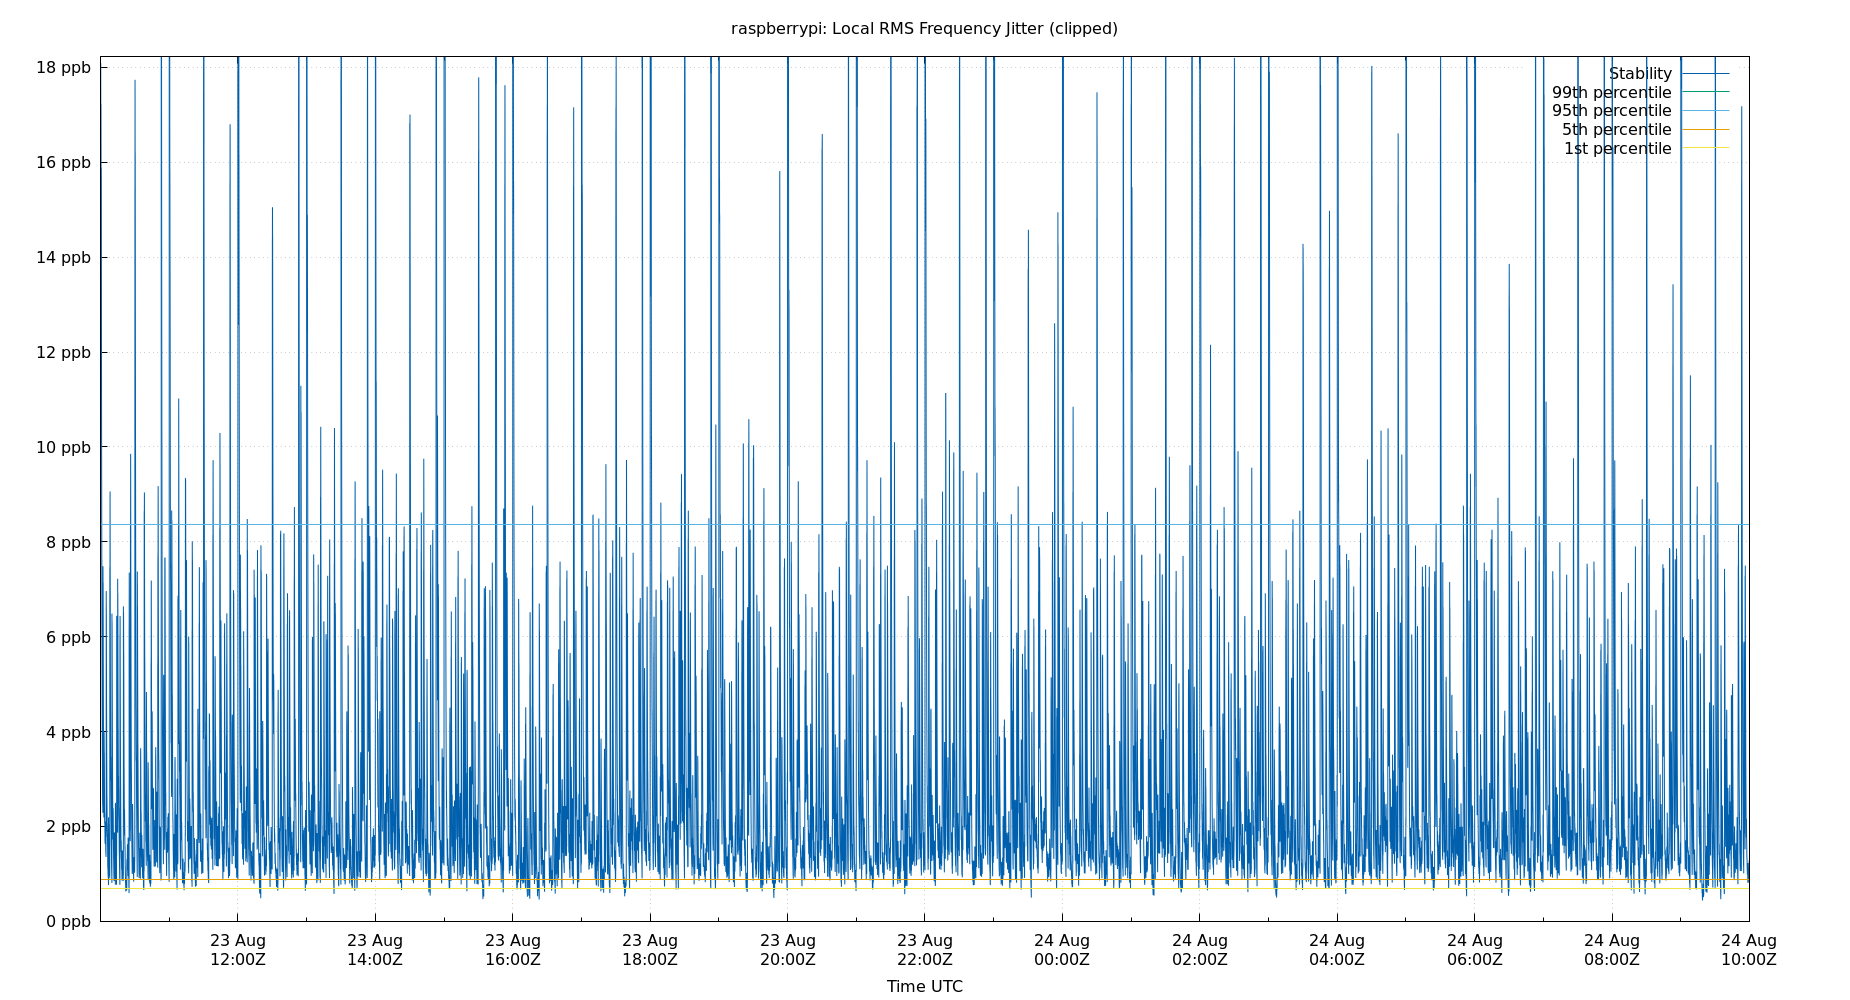 raspberrypi: Local RMS Frequency Jitter (clipped)
18 ppb
16 ppb
14 ppb
12 ppb
10 ppb
8 ppb
6 ppb
4 ppb
2 ppb
0 ppb
Stability
99th percentile
95th percentile
5th percentile
1st percentile
23 Aug 23 Aug 23 Aug 23 Aug 23 Aug 23 Aug 24 Aug 24 Aug 24 Aug 24 Aug 24 Aug 24 Aug
12:00Z 14:00Z 16:00Z 18:00Z 20:00Z 22:00Z 00:00Z 02:00Z 04:00Z 06:00Z 08:00Z 10:00Z
Time UTC